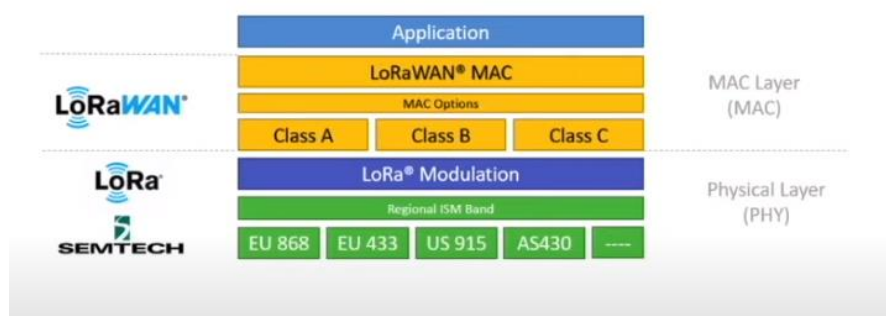 Application
LoRaWAN® MAC
MAC Options
Class A Class B Class C
LoRa® Modulation
Regional ISM Band
EU 868 EU 433 US 915 AS430 ----
LoRaWAN®
LoRa®
SEMTECH
MAC Layer
(MAC)
Physical Layer
(PHY)